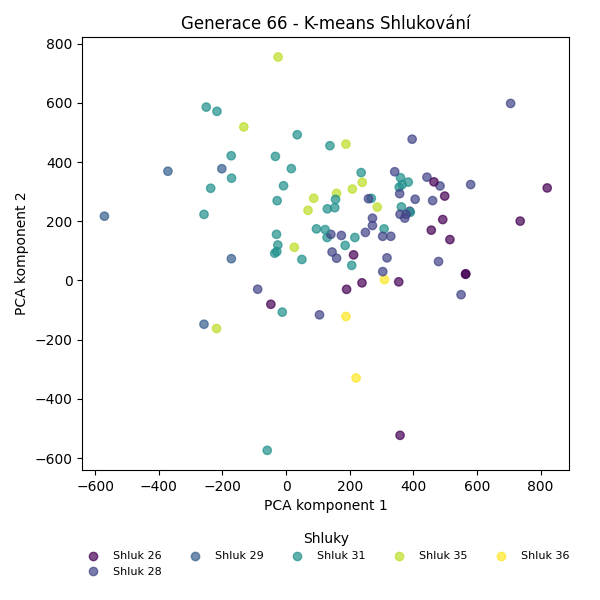 Generace 66 - K-means Shlukování
800
600
400
200
0
−200
−400
−600
PCA komponent 2
−600 −400 −200 0 200 400 600 800
PCA komponent 1
Shluky
Shluk 26 Shluk 29 Shluk 31 Shluk 35 Shluk 36
Shluk 28